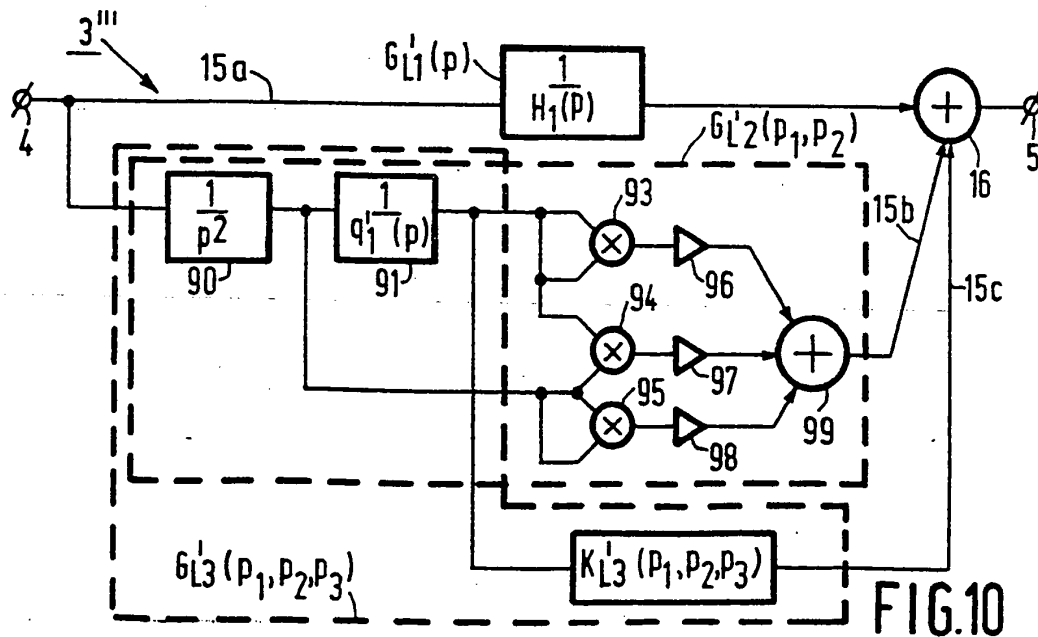 3'''
15a
G'L1(p)
1
H1(p)
4
+
16
5
G'L2(p1,p2)
1
p2
90
1
q'1(p)
91
×
93
96
×
94
97
×
95
98
+
99
15b
15c
G'L3(p1,p2,p3)
K'L3(p1,p2,p3)
FIG.10